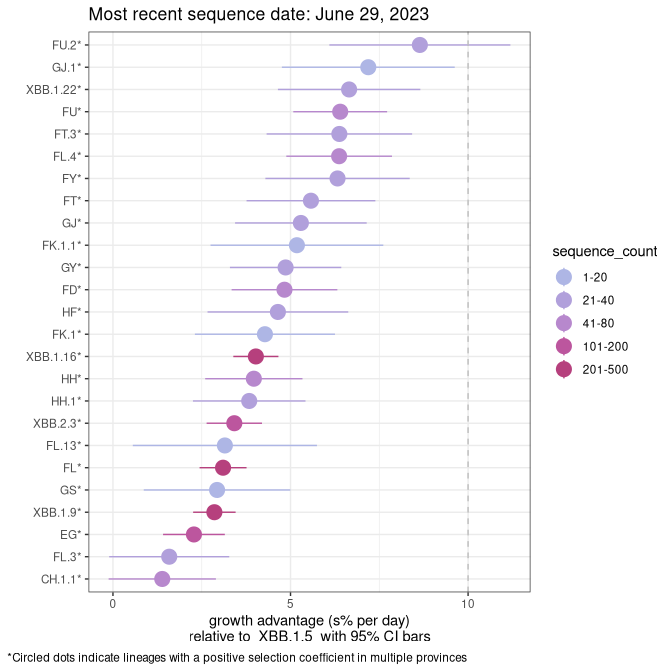 Most recent sequence date: June 29, 2023
FU.2*
GJ.1*
XBB.1.22*
FU*
FT.3*
FL.4*
FY*
FT*
GJ*
FK.1.1*
GY*
FD*
HF*
FK.1*
XBB.1.16*
HH*
HH.1*
XBB.2.3*
FL.13*
FL*
GS*
XBB.1.9*
EG*
FL.3*
CH.1.1*
0 5 10
growth advantage (s% per day)
relative to XBB.1.5 with 95% CI bars
sequence_count
1-20
21-40
41-80
101-200
201-500
*Circled dots indicate lineages with a positive selection coefficient in multiple provinces